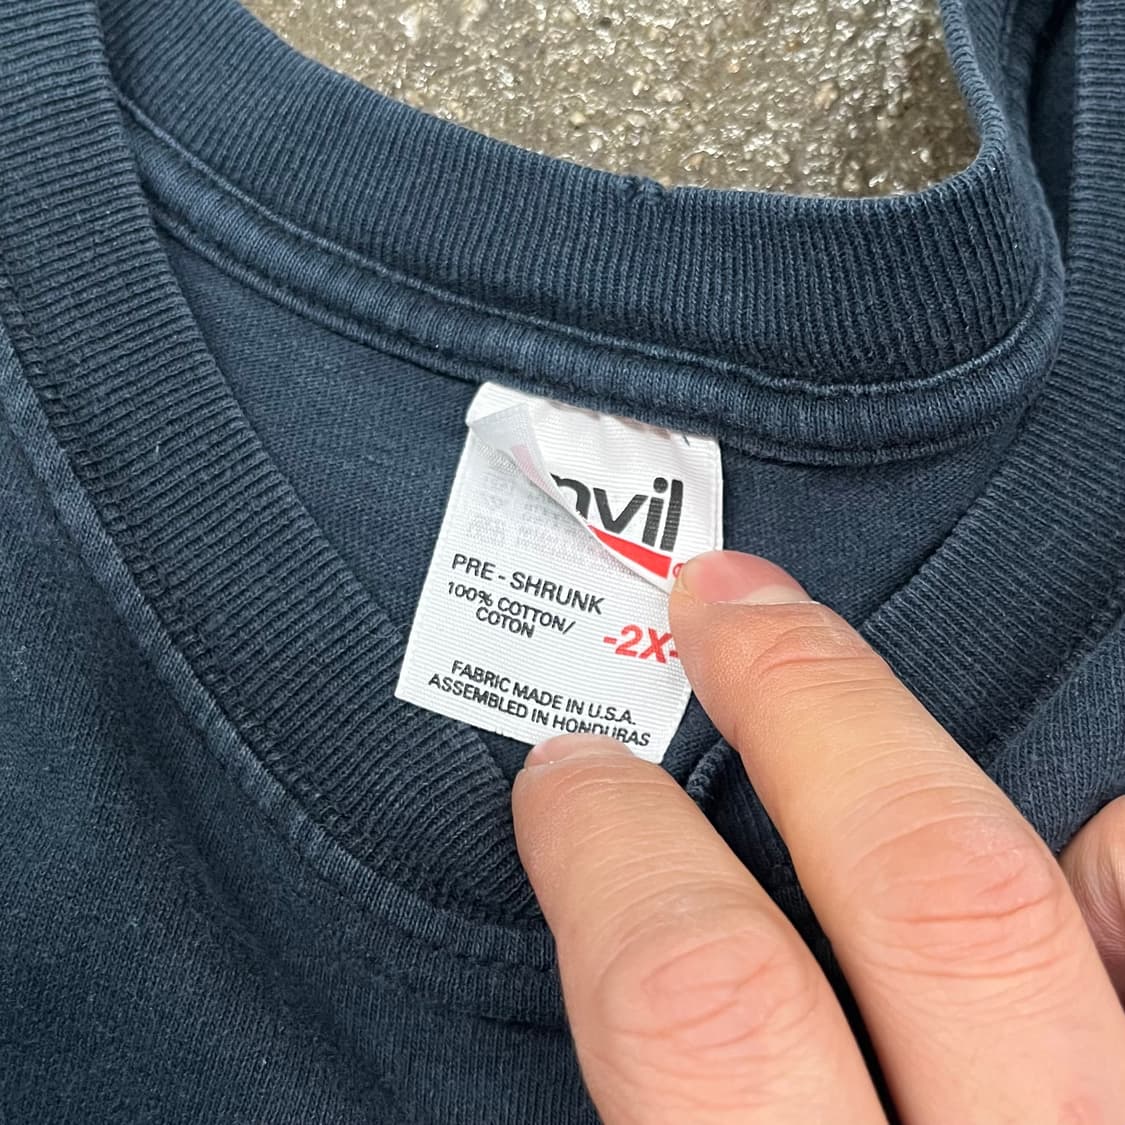 nvil
PRE - SHRUNK
100% COTTON/
COTON
-2X-
FABRIC MADE IN U.S.A.
ASSEMBLED IN HONDURAS